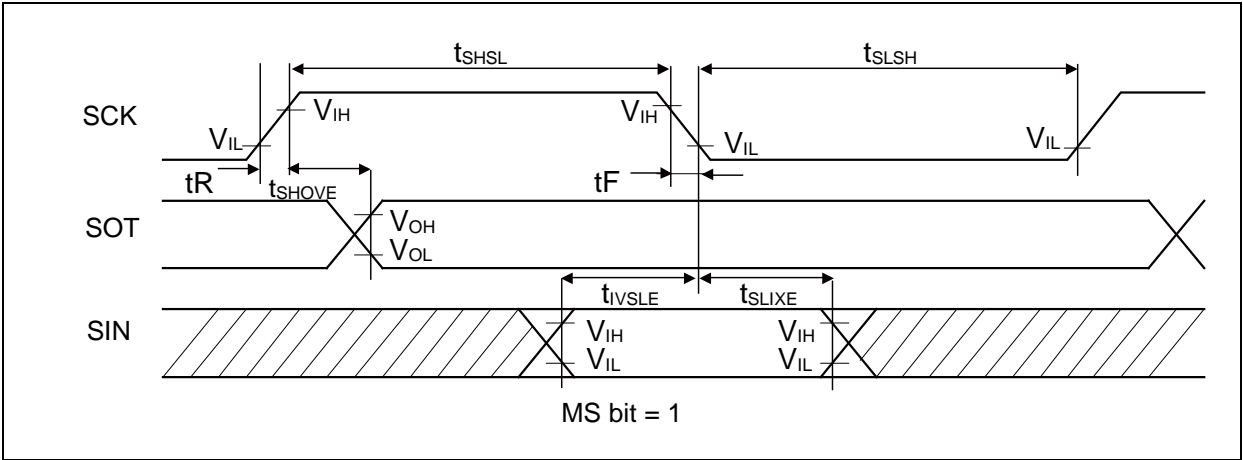 tSHSL
tSLSH
SCK
VIH
VIH
VIL
VIL
VIL
tR
tSHOVE
tF
SOT
VOH
VOL
tIVSLE
tSLIXE
SIN
VIH
VIH
VIL
VIL
MS bit = 1